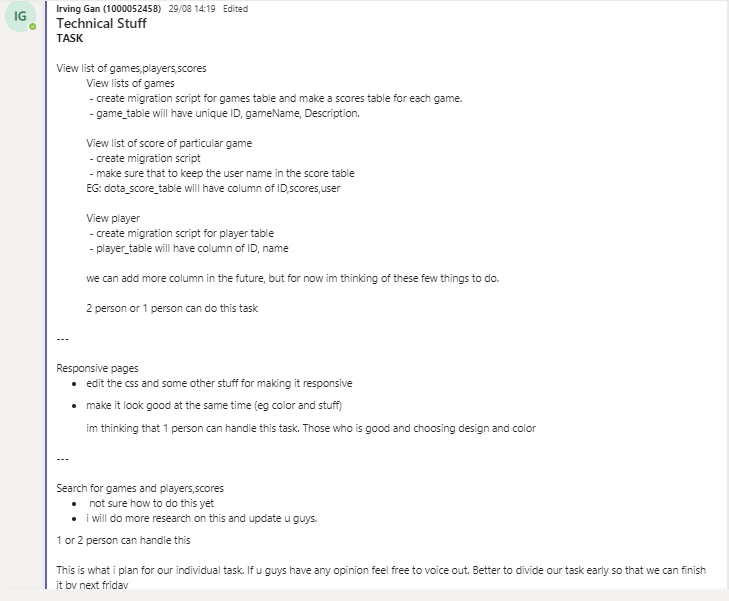 IG
Irving Gan (1000052458) 29/08 14:19 Edited
Technical Stuff
TASK
View list of games,players,scores
View lists of games
- create migration script for games table and make a scores table for each game.
- game_table will have unique ID, gameName, Description.
View list of score of particular game
- create migration script
- make sure that to keep the user name in the score table
EG: dota_score_table will have column of ID,scores,user
View player
- create migration script for player table
- player_table will have column of ID, name
we can add more column in the future, but for now im thinking of these few things to do.
2 person or 1 person can do this task
---
Responsive pages
• edit the css and some other stuff for making it responsive
• make it look good at the same time (eg color and stuff)
im thinking that 1 person can handle this task. Those who is good and choosing design and color
---
Search for games and players,scores
• not sure how to do this yet
• i will do more research on this and update u guys.
1 or 2 person can handle this
This is what i plan for our individual task. If u guys have any opinion feel free to voice out. Better to divide our task early so that we can finish
it by next friday